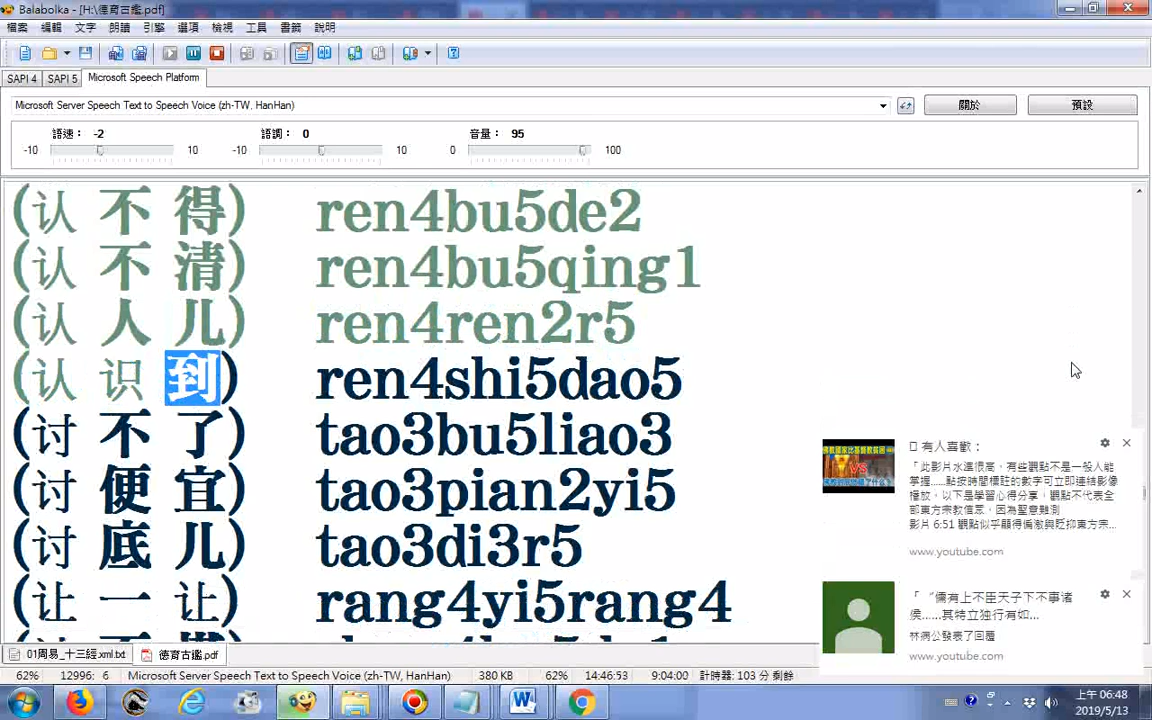 Balabolka - [H:\德育古鑑.pdf]
檔案 編輯 文字 朗讀 引擎 選項 檢視 工具 書籤 說明
SAPI 4 SAPI 5 Microsoft Speech Platform
Microsoft Server Speech Text to Speech Voice (zh-TW, HanHan)
關於 預設
語速： -2 語調： 0 音量： 95
-10 10 -10 10 0 100
(认 不 得) ren4bu5de2
(认 不 清) ren4bu5qing1
(认 人 儿) ren4ren2r5
(认 识 到) ren4shi5dao5
(讨 不 了) tao3bu5liao3
(讨 便 宜) tao3pian2yi5
(讨 底 儿) tao3di3r5
(让 一 让) rang4yi5rang4
有人喜歡：
「此影片水準很高，有些觀點不是一般人能
掌握......點按時間標註的數字可立即連結影像
播放，以下是學習心得分享，觀點不代表全
部東方宗教信眾，因為聖意難測
影片 6:51 觀點似乎顯得偏激與貶抑東方宗...
www.youtube.com
「 “儒有上不臣天子下不事诸
侯......其特立独行有如...
林炳公發表了回覆
www.youtube.com
01周易_十三經.xml.txt 德育古鑑.pdf
62% 12996: 6 Microsoft Server Speech Text to Speech Voice (zh-TW, HanHan) 380 KB 62% 14:46:53 9:04:00 計時器: 103 分 剩餘
上午 06:48
2019/5/13